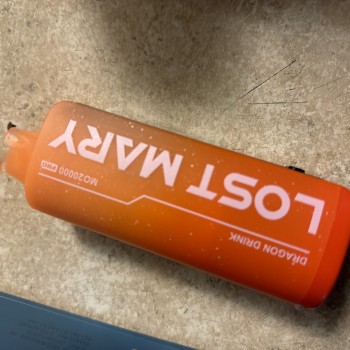 DRAGON DRINK
LOST MARY
MO20000 PRO